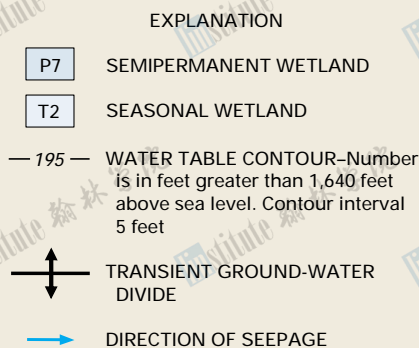 EXPLANATION
P7 SEMIPERMANENT WETLAND
T2 SEASONAL WETLAND
195 WATER TABLE CONTOUR–Number
is in feet greater than 1,640 feet
above sea level. Contour interval
5 feet
TRANSIENT GROUND-WATER
DIVIDE
DIRECTION OF SEEPAGE